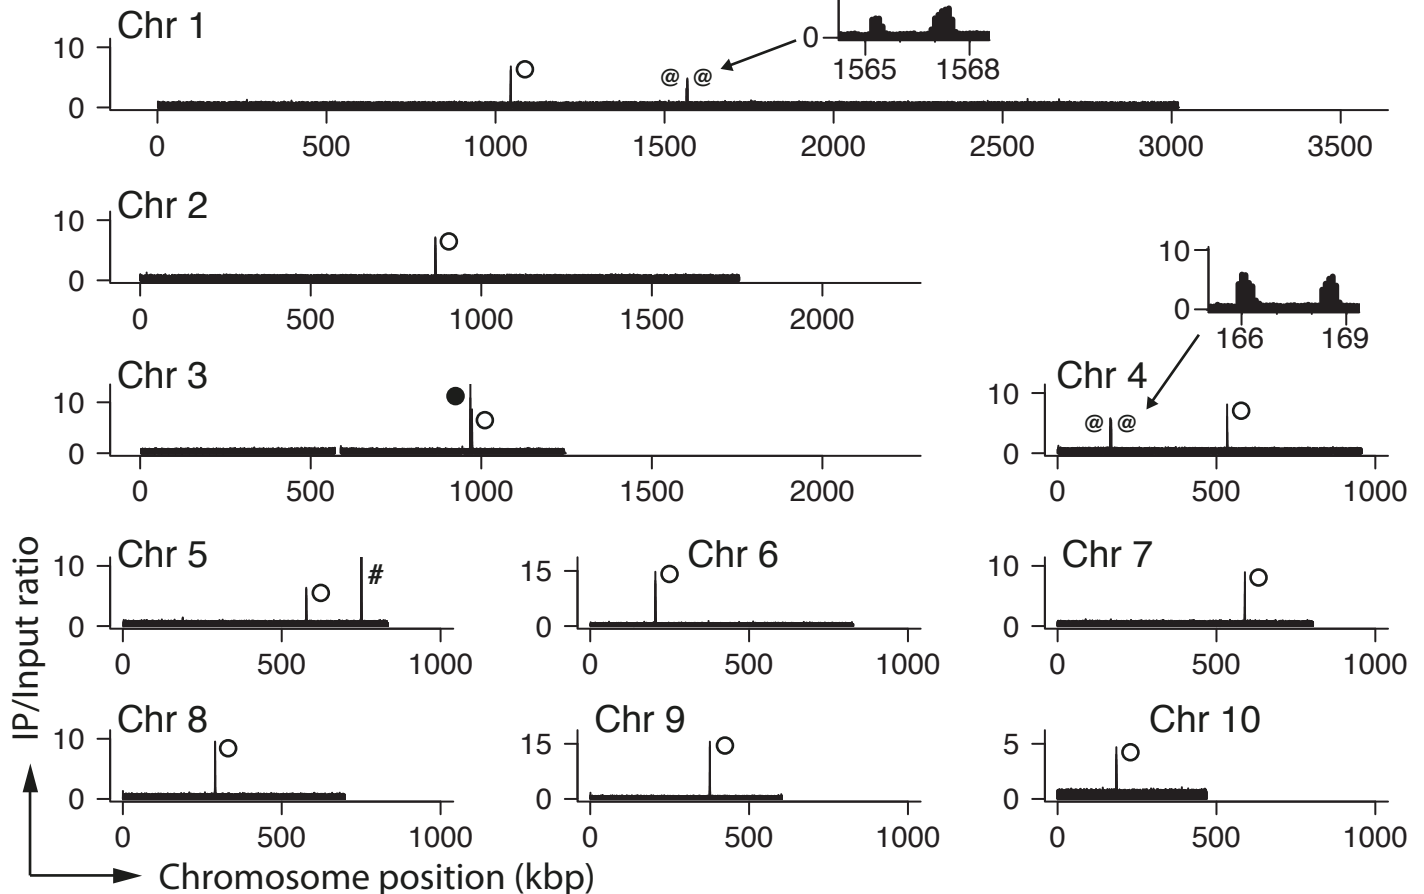 Chr 1
10
0
@ @
0
1565 1568
0 500 1000 1500 2000 2500 3000 3500
Chr 2
10
0
0 500 1000 1500 2000
10
0
166 169
Chr 3
10
0
0 500 1000 1500 2000
Chr 4
10
0
@ @
0 500 1000
Chr 5
10
0
#
0 500 1000
Chr 6
15
0
0 500 1000
Chr 7
10
0
0 500 1000
Chr 8
10
0
0 500 1000
Chr 9
15
0
0 500 1000
Chr 10
5
0
0 500 1000
IP/Input ratio
Chromosome position (kbp)